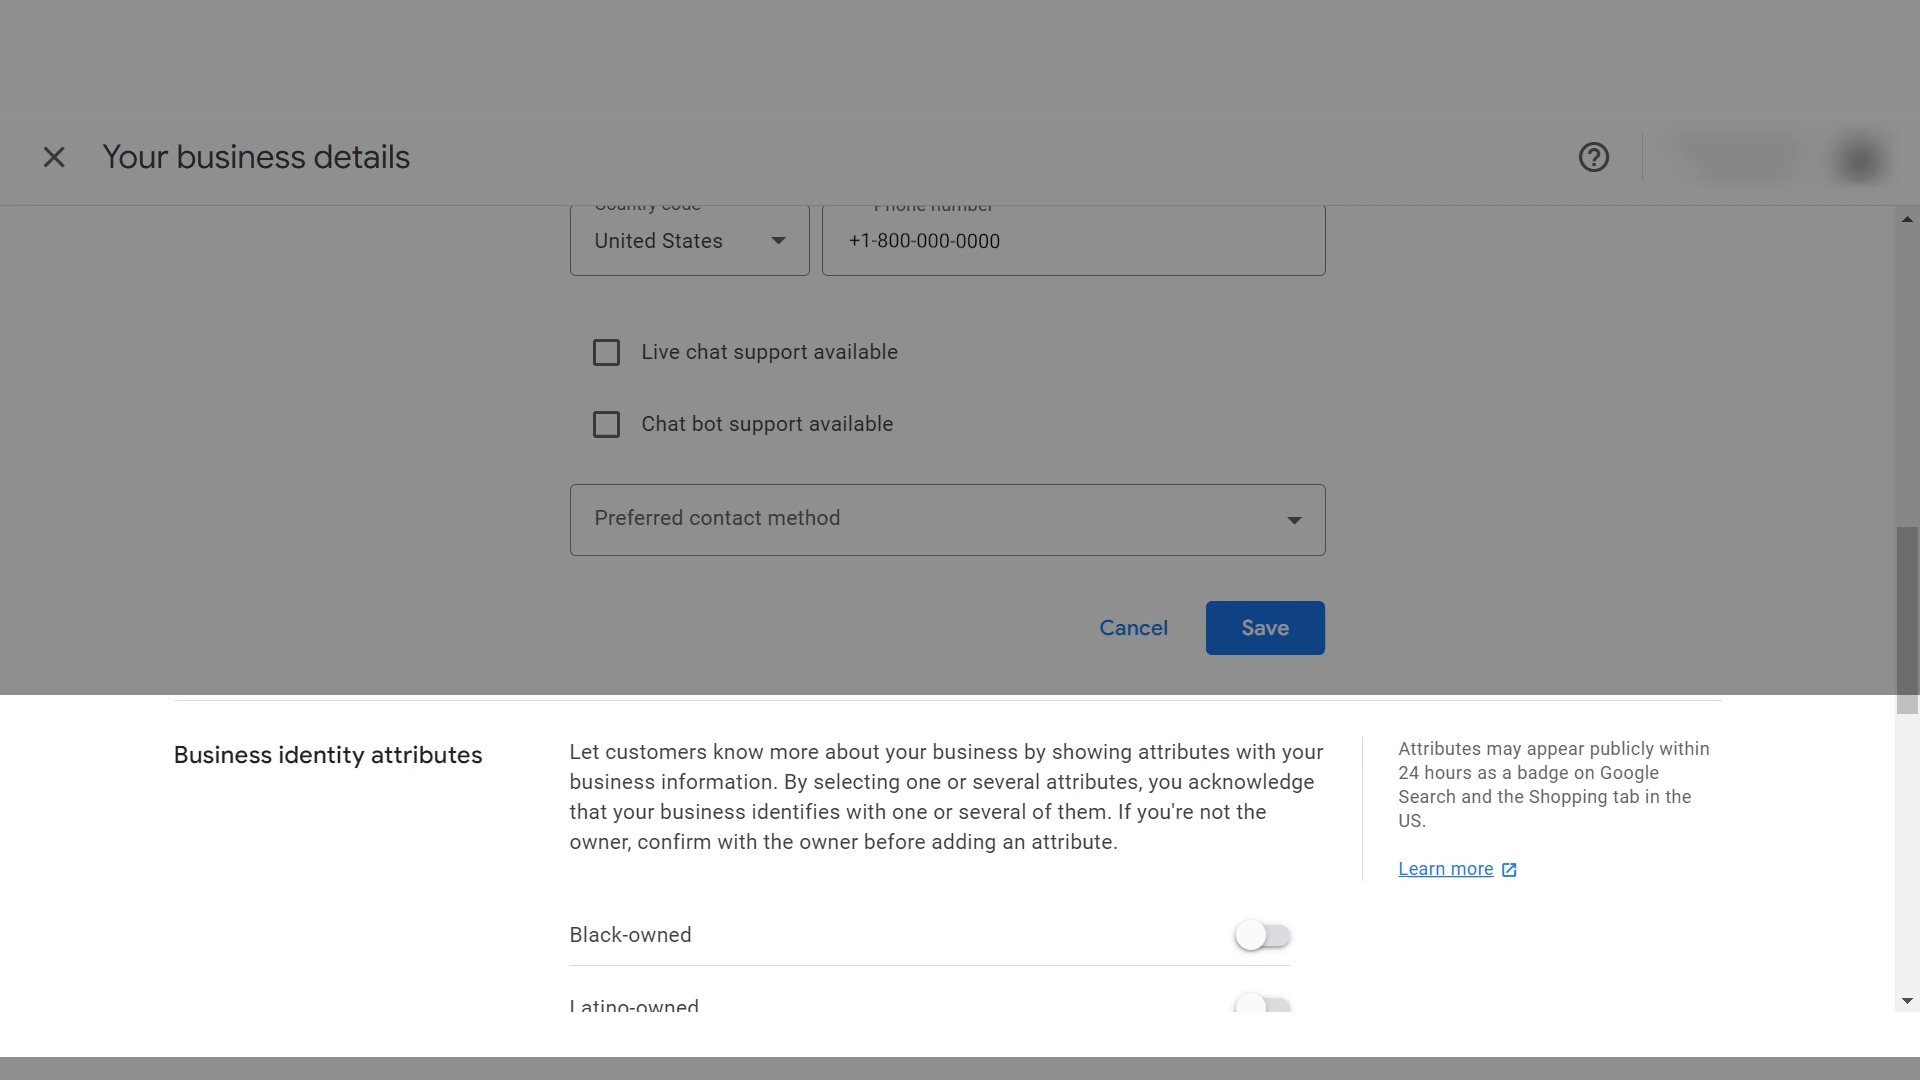 Your business details
Country code
Phone number
United States
+1-800-000-0000
Live chat support available
Chat bot support available
Preferred contact method
Cancel
Save
Business identity attributes
Let customers know more about your business by showing attributes with your
business information. By selecting one or several attributes, you acknowledge
that your business identifies with one or several of them. If you're not the
owner, confirm with the owner before adding an attribute.
Attributes may appear publicly within
24 hours as a badge on Google
Search and the Shopping tab in the
US.
Learn more
Black-owned
Latino-owned